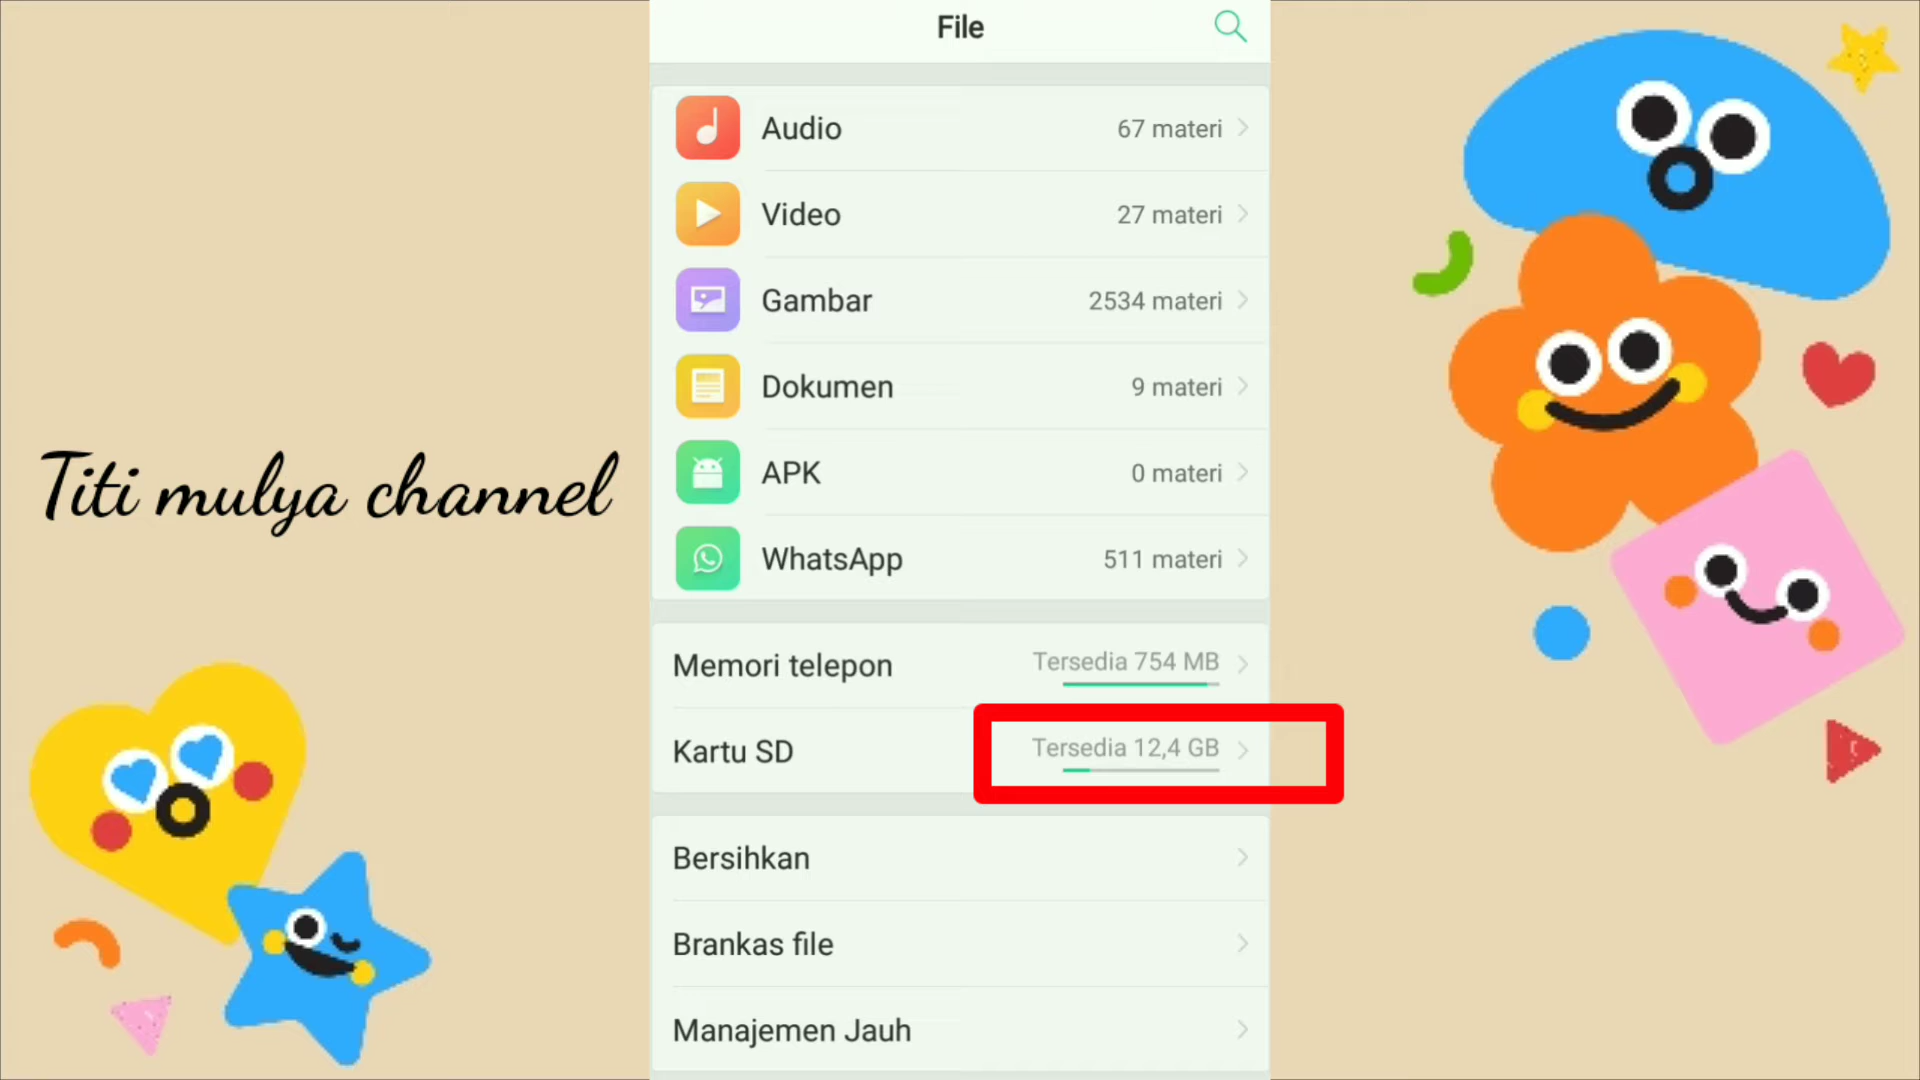 File
Audio 67 materi
Video 27 materi
Gambar 2534 materi
Dokumen 9 materi
APK 0 materi
Titi mulya channel
WhatsApp 511 materi
Memori telepon Tersedia 754 MB
Kartu SD Tersedia 12,4 GB
Bersihkan
Brankas file
Manajemen Jauh